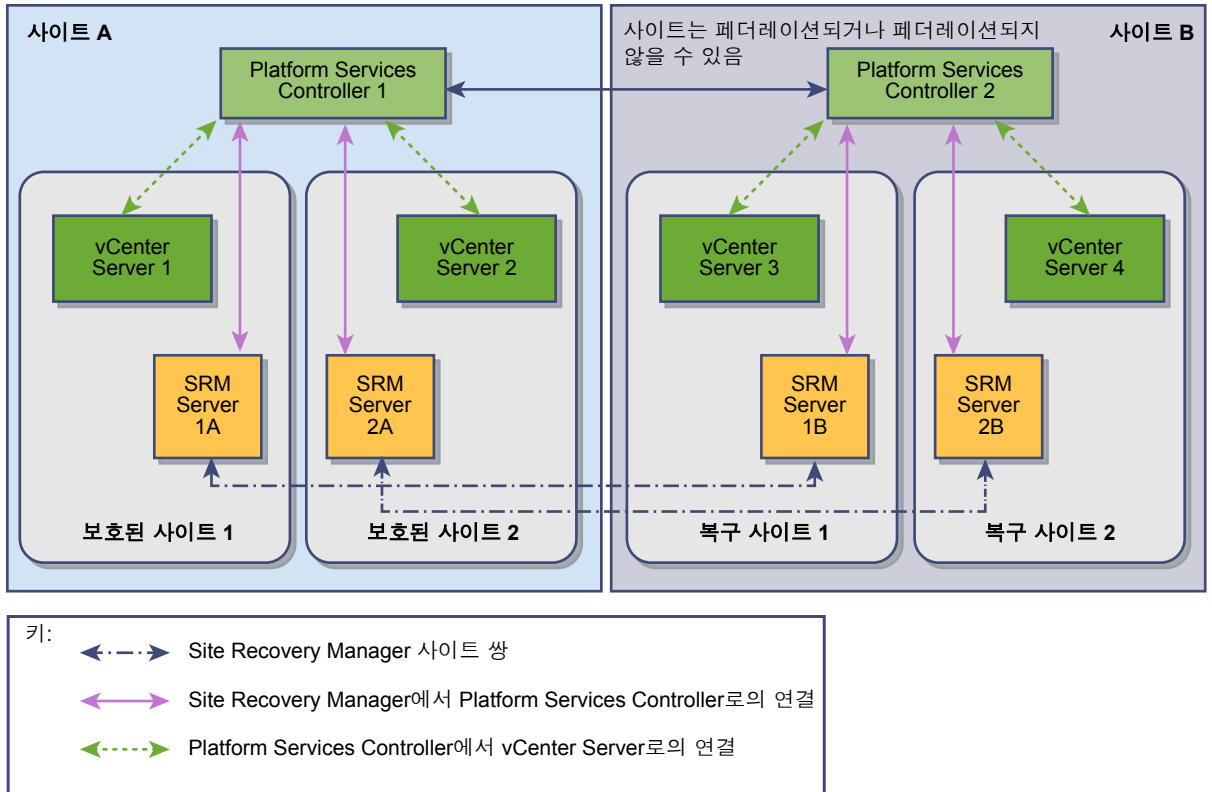 사이트 A
사이트는 페더레이션되거나 페더레이션되지
않을 수 있음
사이트 B
Platform Services
Controller 1
Platform Services
Controller 2
vCenter
Server 1
vCenter
Server 2
vCenter
Server 3
vCenter
Server 4
SRM
Server
1A
SRM
Server
2A
SRM
Server
1B
SRM
Server
2B
보호된 사이트 1
보호된 사이트 2
복구 사이트 1
복구 사이트 2
키:
Site Recovery Manager 사이트 쌍
Site Recovery Manager에서 Platform Services Controller로의 연결
Platform Services Controller에서 vCenter Server로의 연결